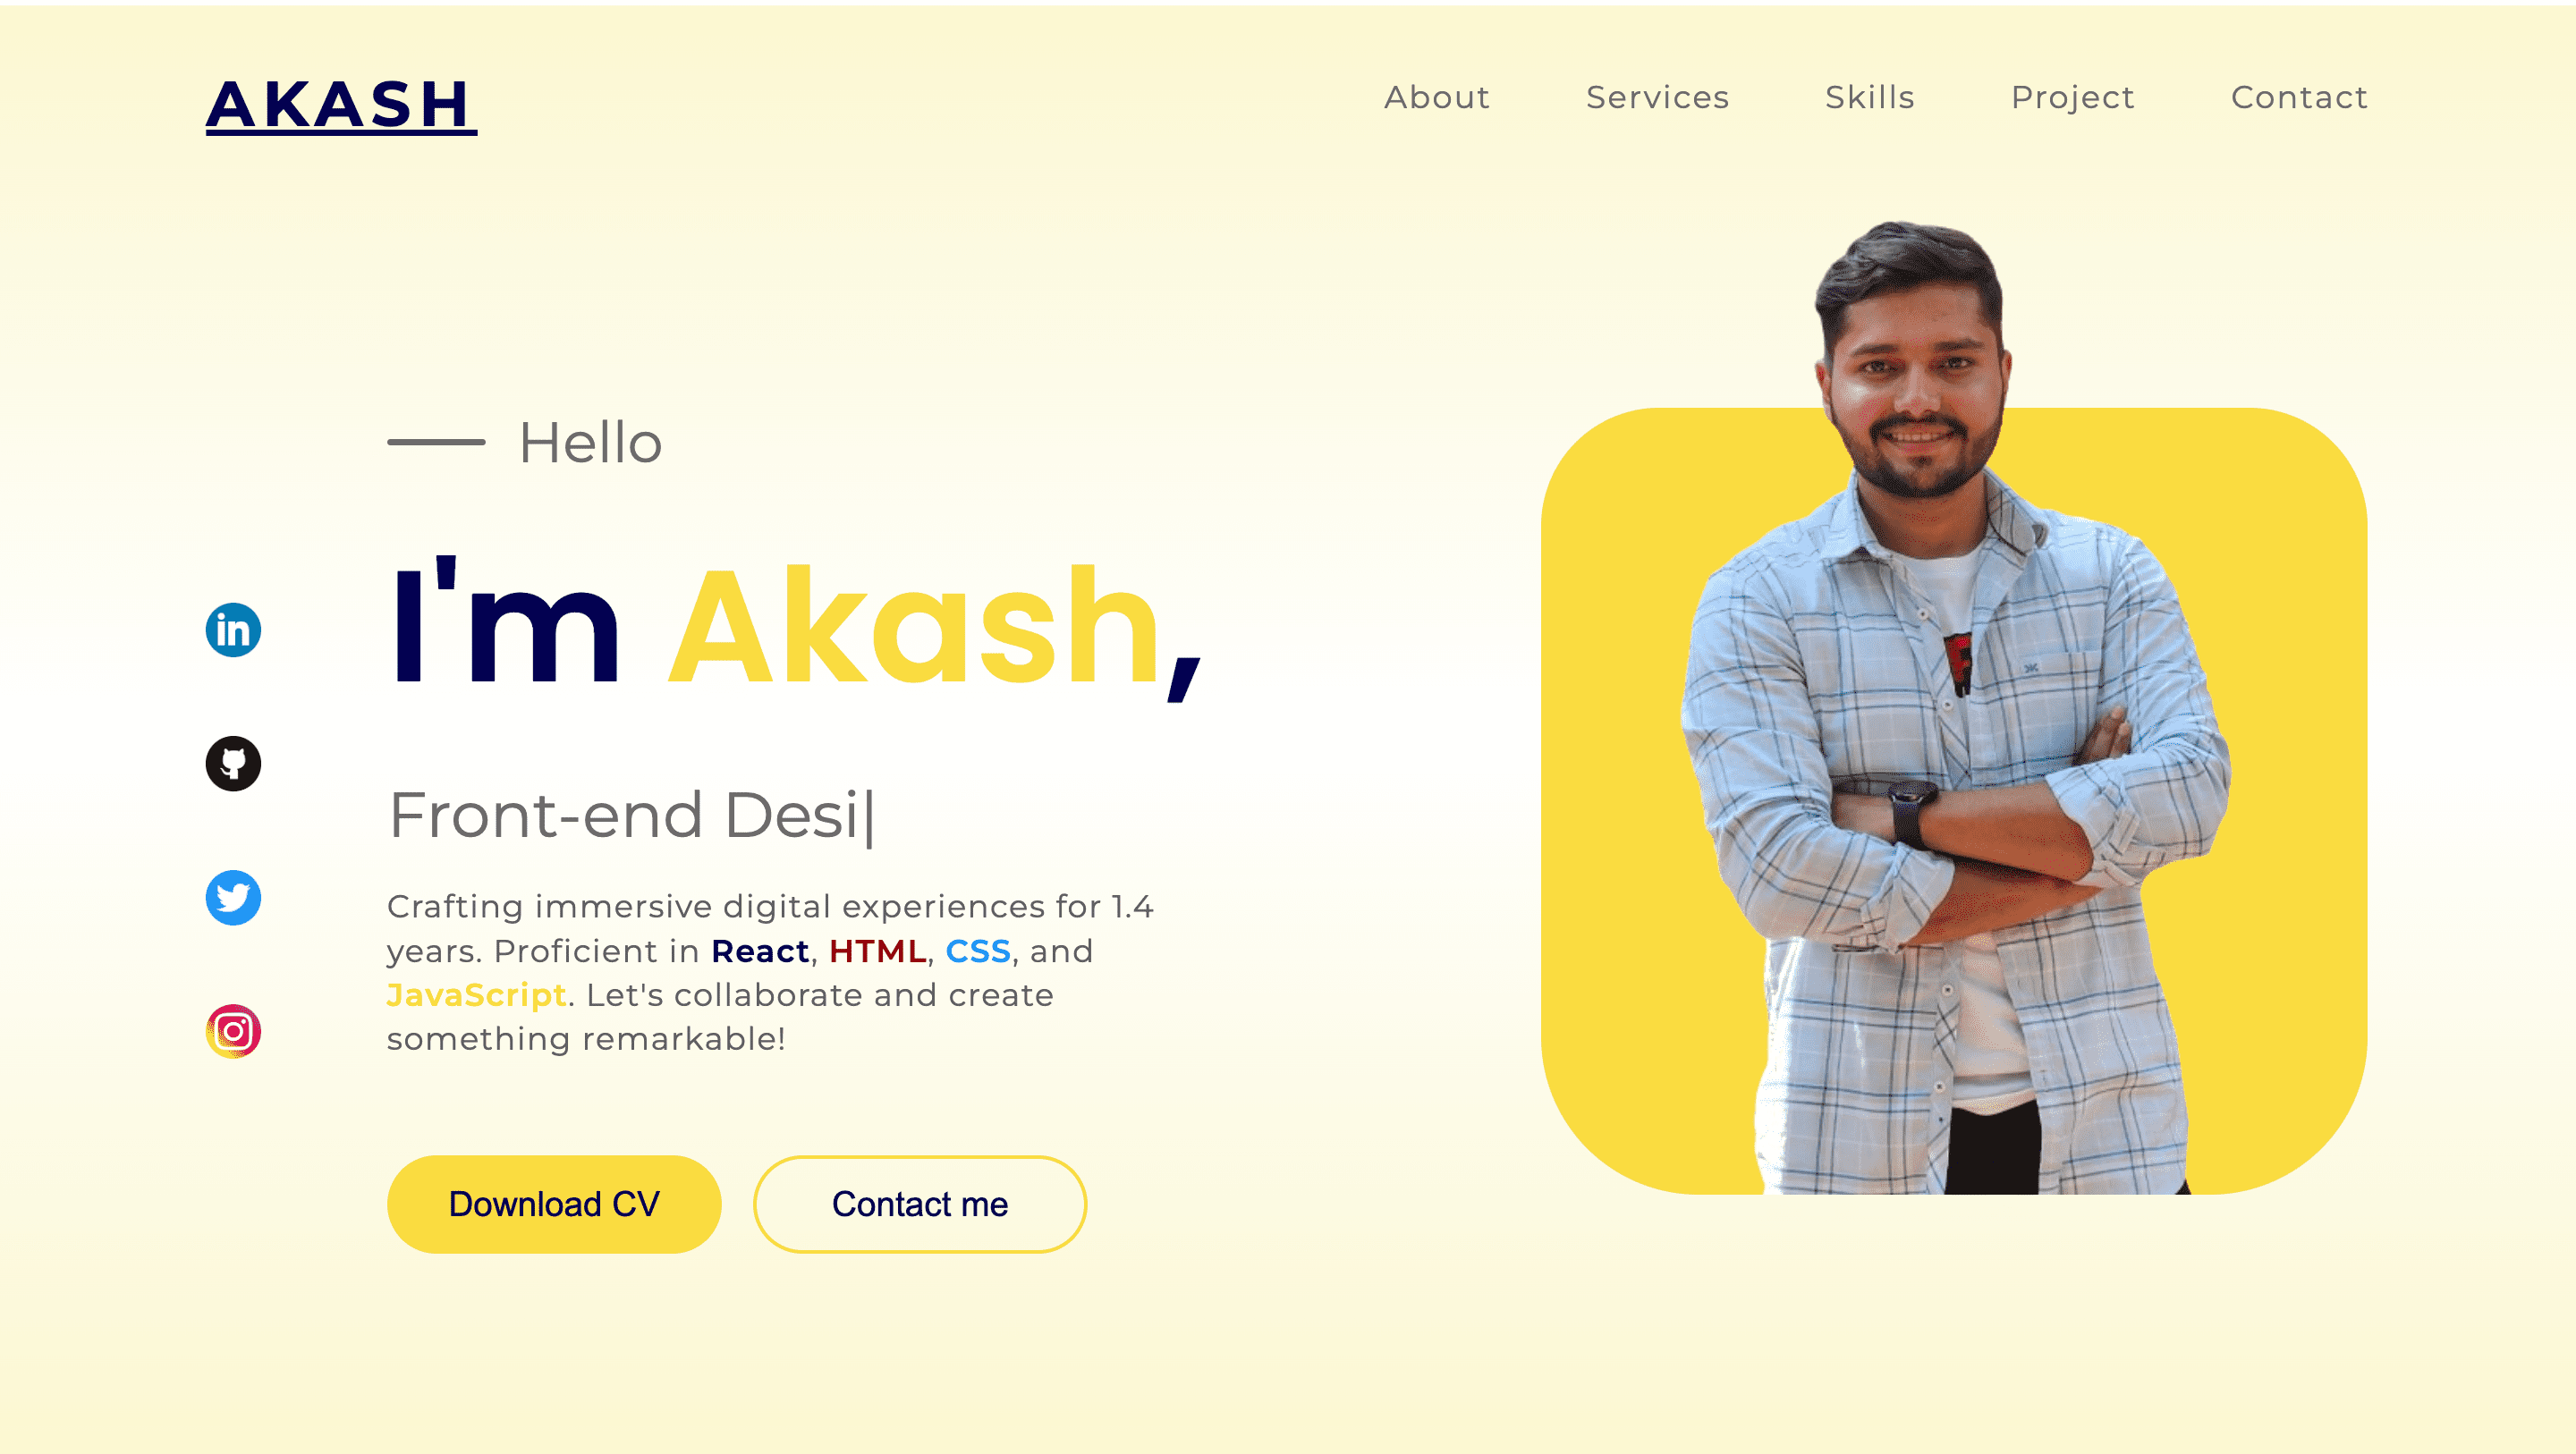 AKASH
About Services Skills Project Contact
Hello
I'm Akash,
in
Front-end Desi|
Crafting immersive digital experiences for 1.4
years. Proficient in React, HTML, CSS, and
JavaScript. Let's collaborate and create
something remarkable!
Download CV Contact me